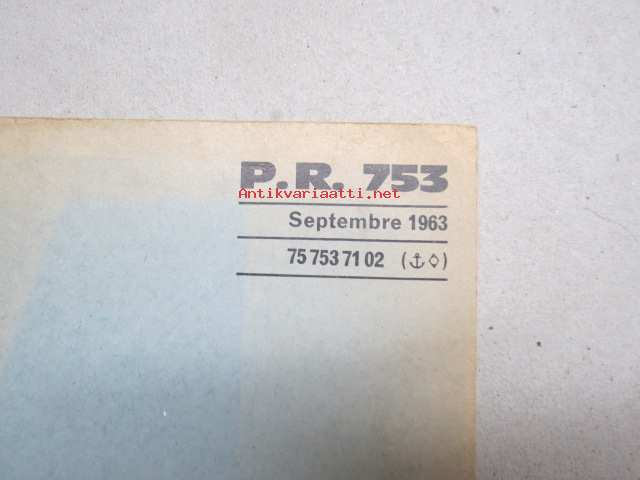 P.R. 753
Antikvariaatti.net
Septembre 1963
75 753 71 02 (⚓◇)